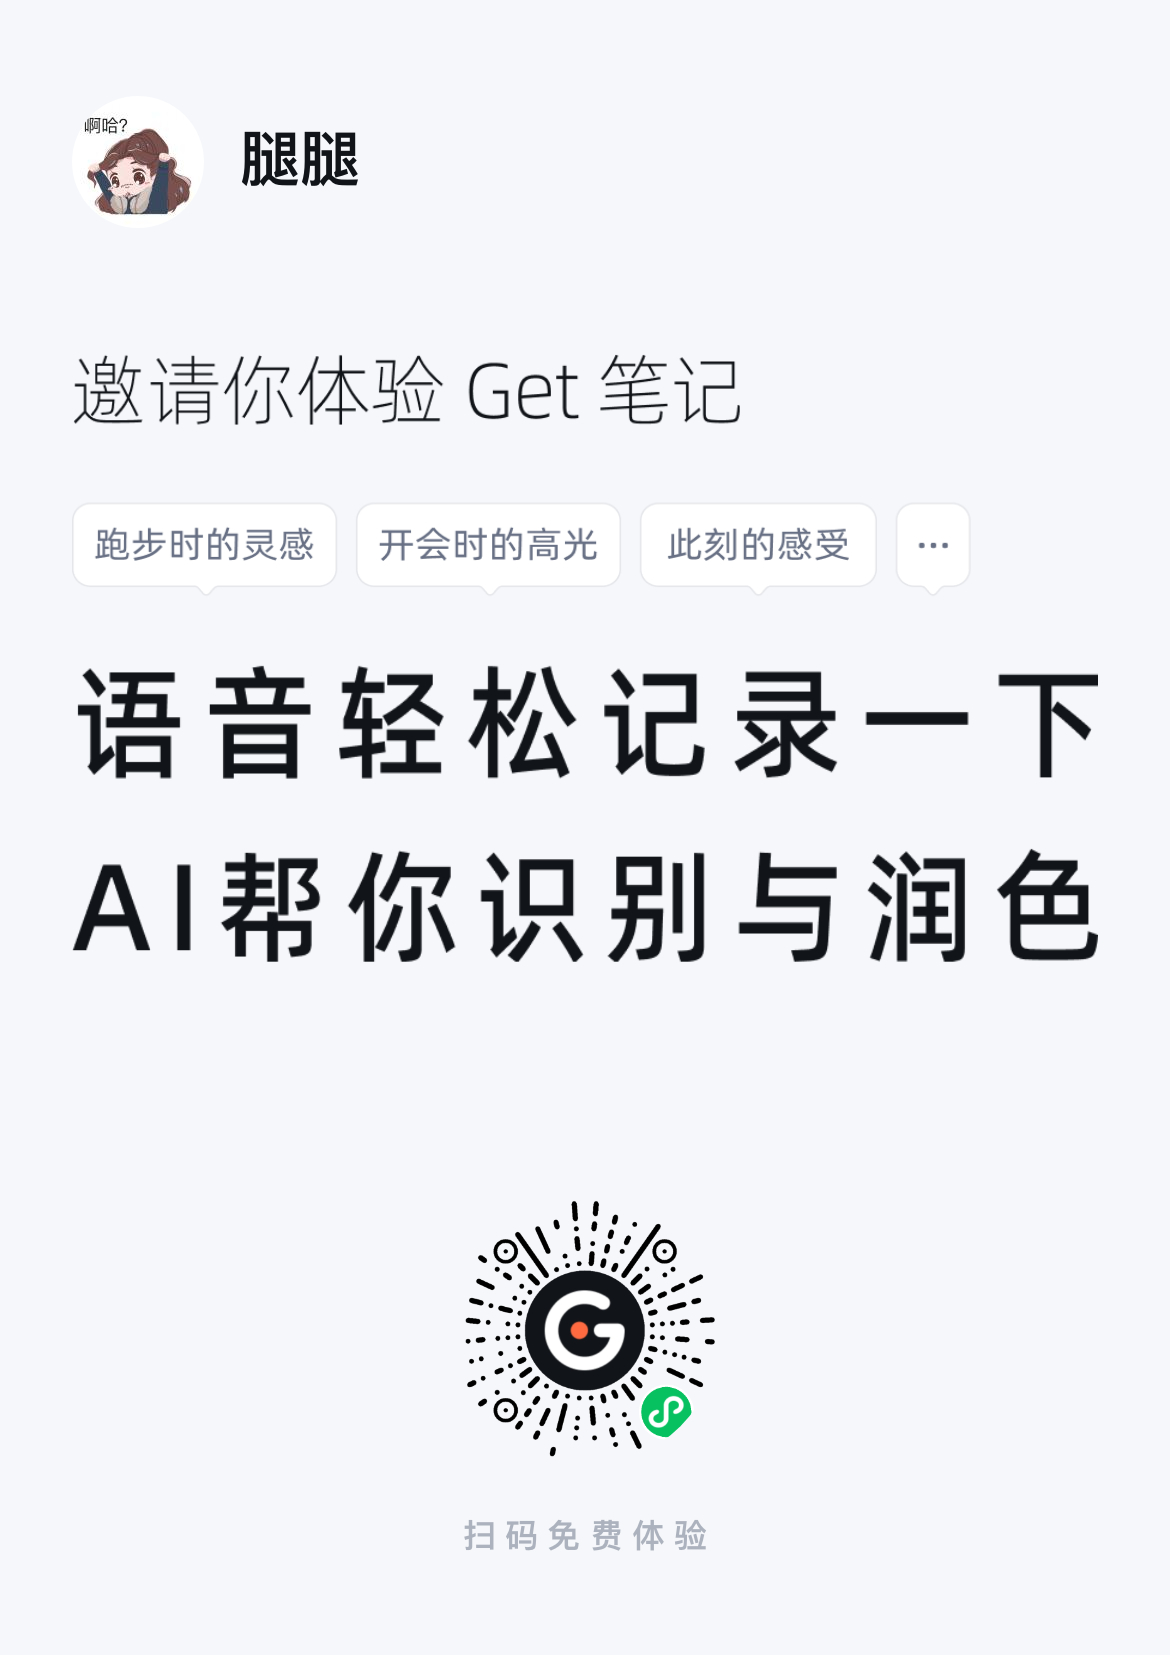 啊哈?
腿腿
邀请你体验 Get 笔记
跑步时的灵感 开会时的高光 此刻的感受 ...
语音轻松记录一下
AI帮你识别与润色
扫码免费体验